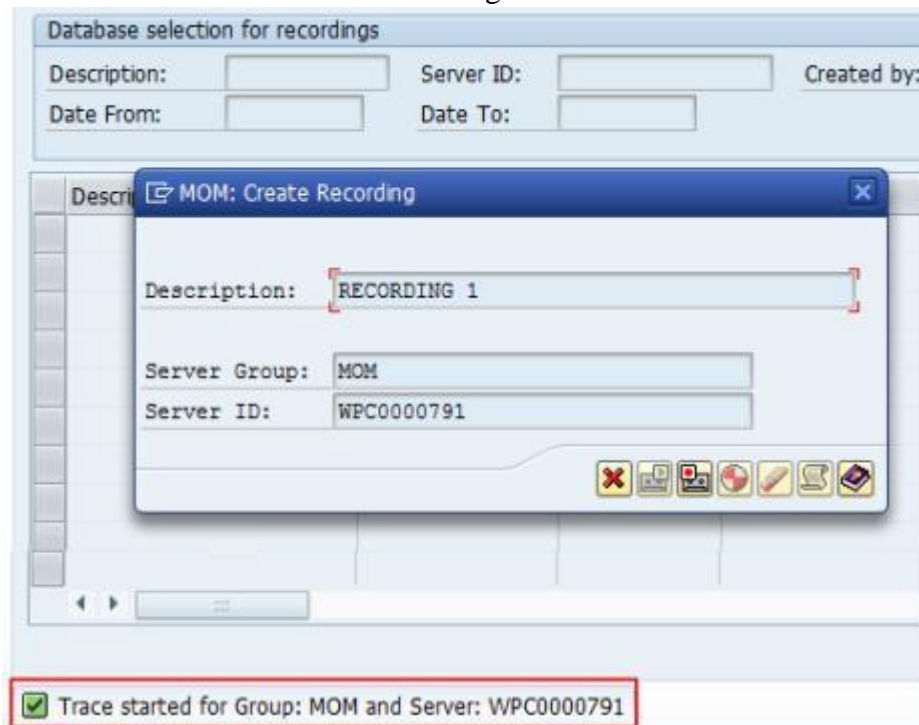 Database selection for recordings
Description: Server ID: Created by:
Date From: Date To:
Descri
MOM: Create Recording
Description: RECORDING 1
Server Group: MOM
Server ID: WPC0000791
Trace started for Group: MOM and Server: WPC0000791